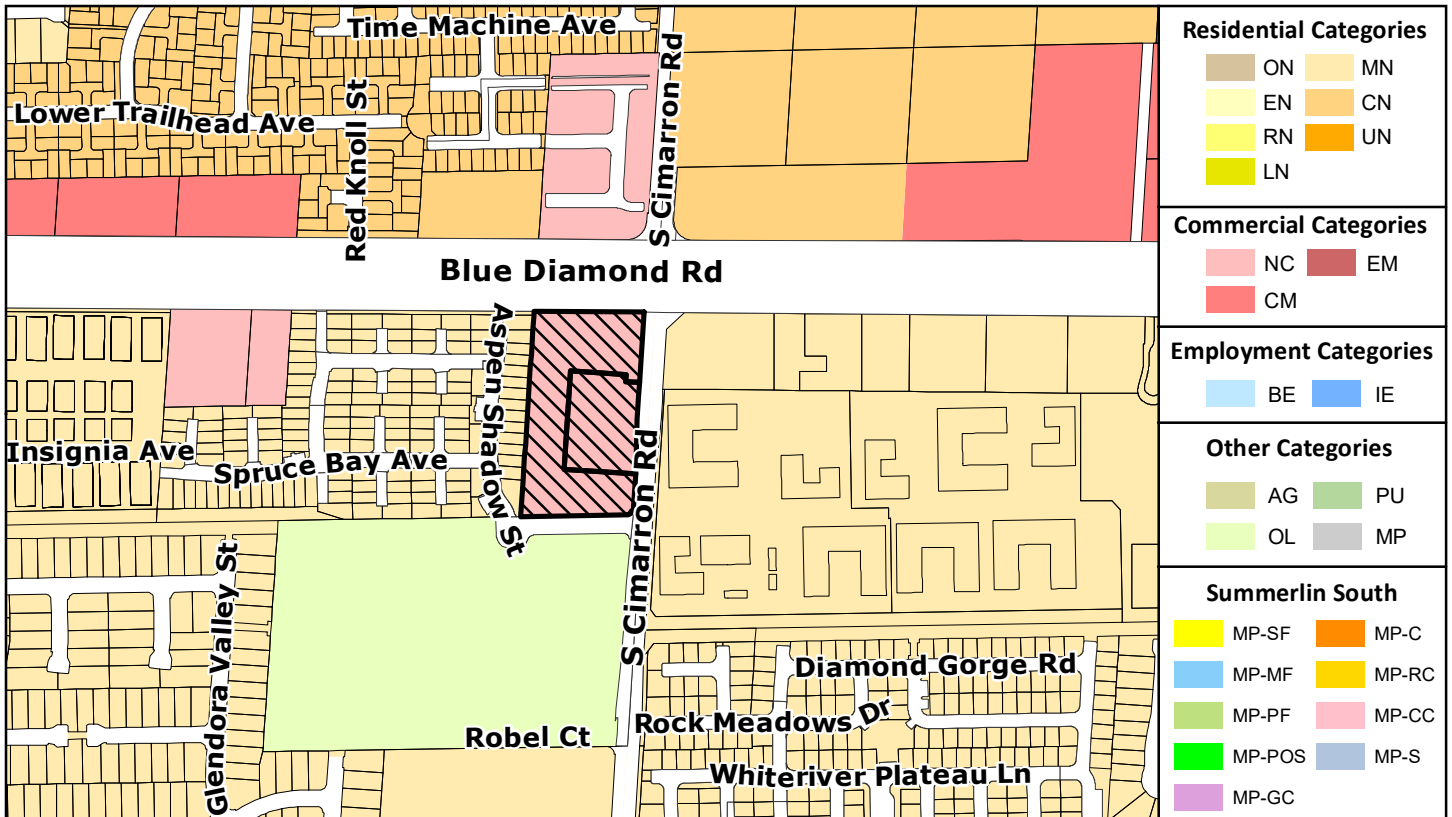 Time Machine Ave
S Cimarron Rd
Lower Trailhead Ave
Red Knoll St
Blue Diamond Rd
Aspen Shadow St
Insignia Ave
Spruce Bay Ave
S Cimarron Rd
Glendora Valley St
Diamond Gorge Rd
Rock Meadows Dr
Robel Ct
Whiteriver Plateau Ln
Residential Categories
ON MN
EN CN
RN UN
LN
Commercial Categories
NC EM
CM
Employment Categories
BE IE
Other Categories
AG PU
OL MP
Summerlin South
MP-SF MP-C
MP-MF MP-RC
MP-PF MP-CC
MP-POS MP-S
MP-GC